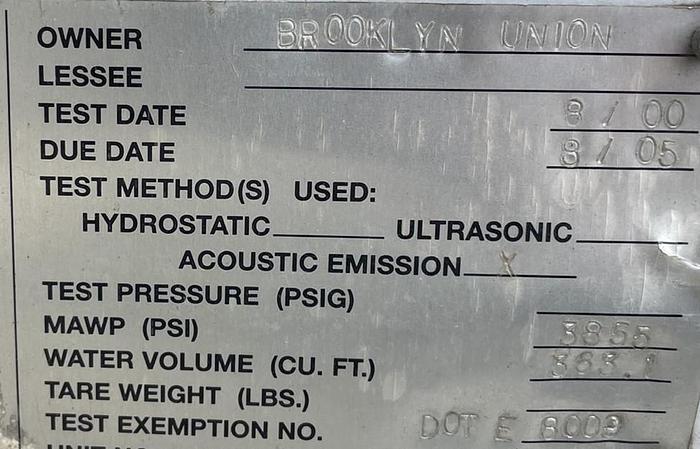 OWNER BROOKLYN UNION
LESSEE
TEST DATE 8 / 00
DUE DATE 8 / 05
TEST METHOD(S) USED:
HYDROSTATIC ULTRASONIC
ACOUSTIC EMISSION X
TEST PRESSURE (PSIG)
MAWP (PSI) 3855
WATER VOLUME (CU. FT.) 363.1
TARE WEIGHT (LBS.)
TEST EXEMPTION NO. DOT E 8009